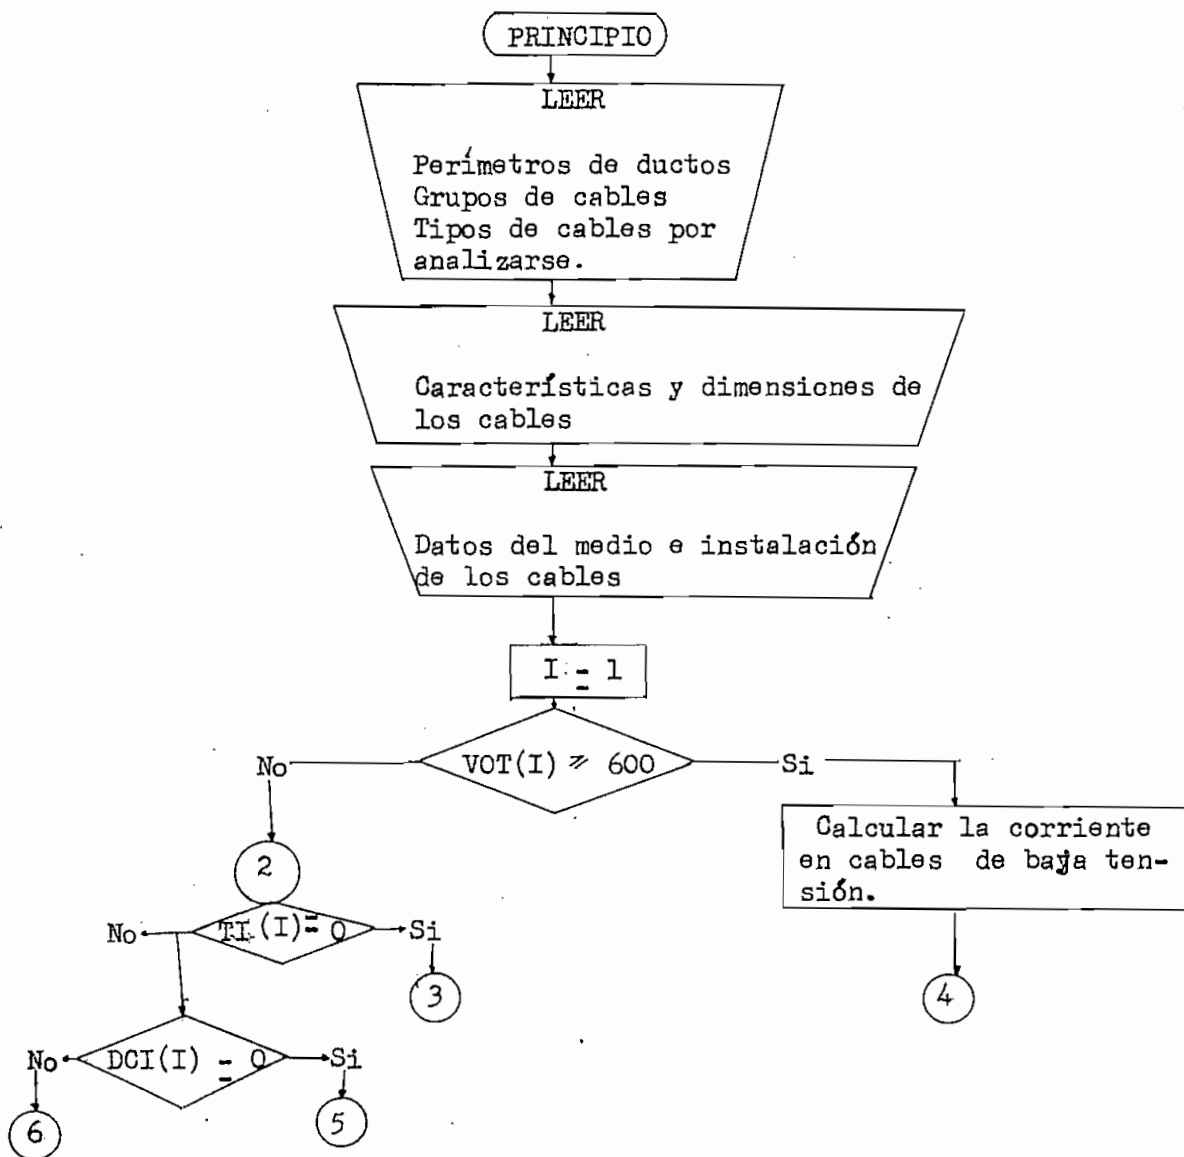 PRINCIPIO
LEER
Perímetros de ductos
Grupos de cables
Tipos de cables por
analizarse.
LEER
Características y dimensiones de
los cables
LEER
Datos del medio e instalación
de los cables
I = 1
No
VOT(I) ≥ 600
Si
Calcular la corriente
en cables de baja ten-
sión.
2
No
TI(I) = 0
Si
3
4
No
DCI(I) = 0
Si
6
5